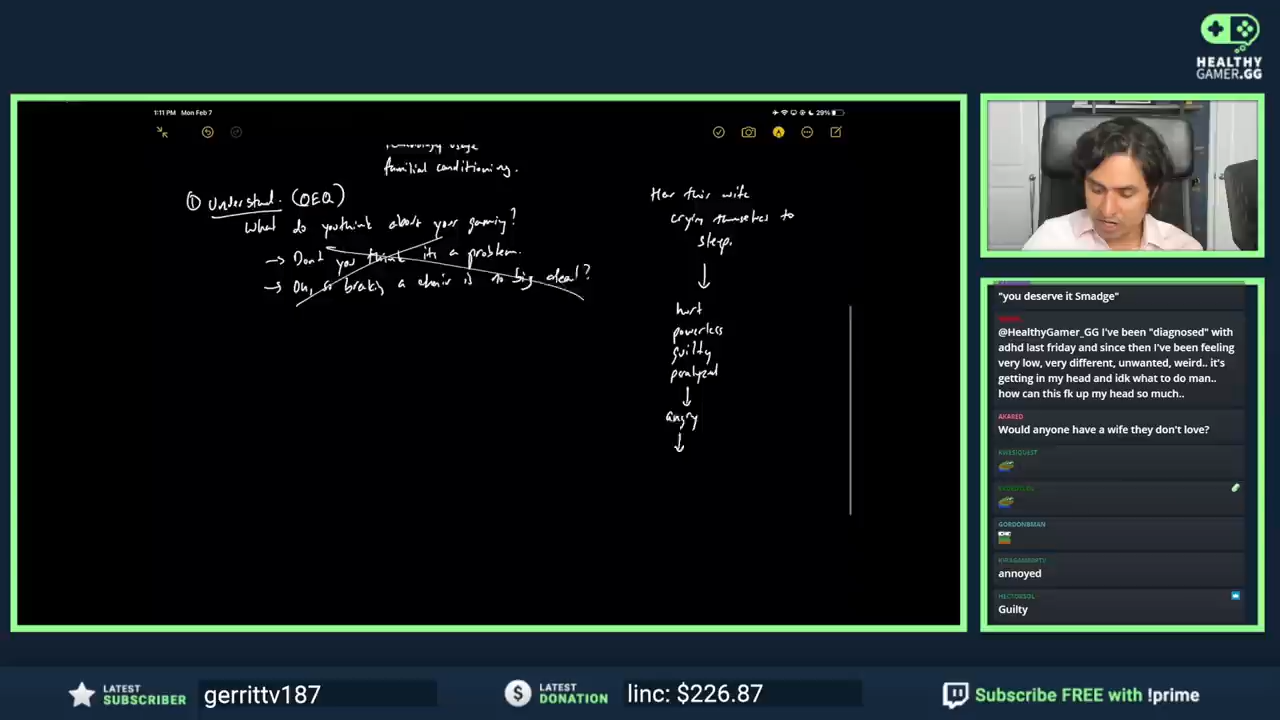 HEALTHY
GAMER.GG
1:11 PM Mon Feb 7
29%
usage
familial conditioning.
① Understand. (OEQ)
What do you think about your gaming?
→ Don't you think its a problem.
→ Oh, so braking a chair is no big deal?
Hear their wife
crying themselves to
sleep.
↓
hurt
powerless
guilty
paralyzed
↓
angry
↓
"you deserve it Smadge"
@HealthyGamer_GG I've been "diagnosed" with
adhd last friday and since then I've been feeling
very low, very different, unwanted, weird.. it's
getting in my head and idk what to do man..
how can this fk up my head so much..
AKARED
Would anyone have a wife they don't love?
GORDONBMAN
annoyed
HECTORSOL
Guilty
LATEST
SUBSCRIBER
gerrittv187
$
LATEST
DONATION
linc: $226.87
Subscribe FREE with !prime